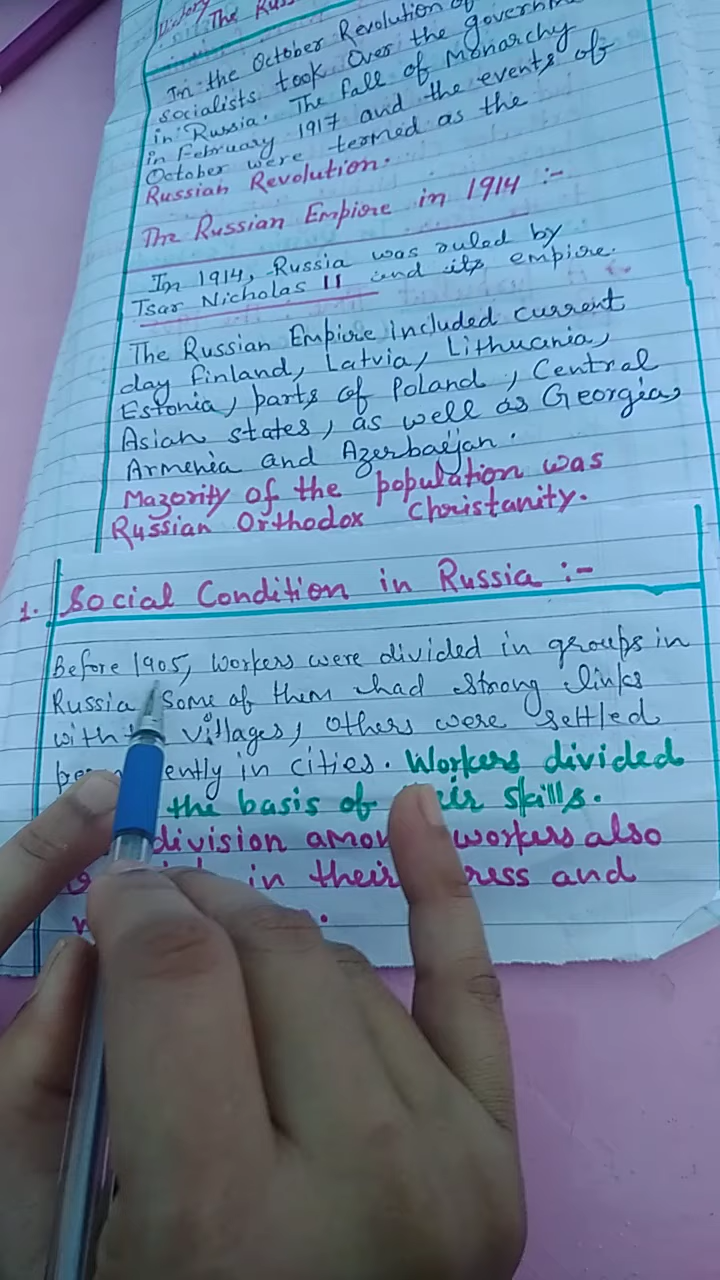 History
The Rus
In the October Revolution of
socialists took over the governm
in Russia. The fall of Monarchy
in February 1917 and the events of
October were termed as the
Russian Revolution.
The Russian Empire in 1914 :-
In 1914, Russia was ruled by
Tsar Nicholas II and its empire.
The Russian Empire included current
day finland, Latvia, Lithuania,
Estonia, parts of Poland, Central
Asian states, as well as Georgia,
Armenia and Azerbaijan.
Mazority of the population was
Russian Orthodox Christanity.
1. Social Condition in Russia :-
Before 1905, Workers were divided in groups in
Russia. Some of them had strong links
with villages, Others were settled
ently in cities. Workers divided
the basis of their skills.
division among workers also
in their ress and